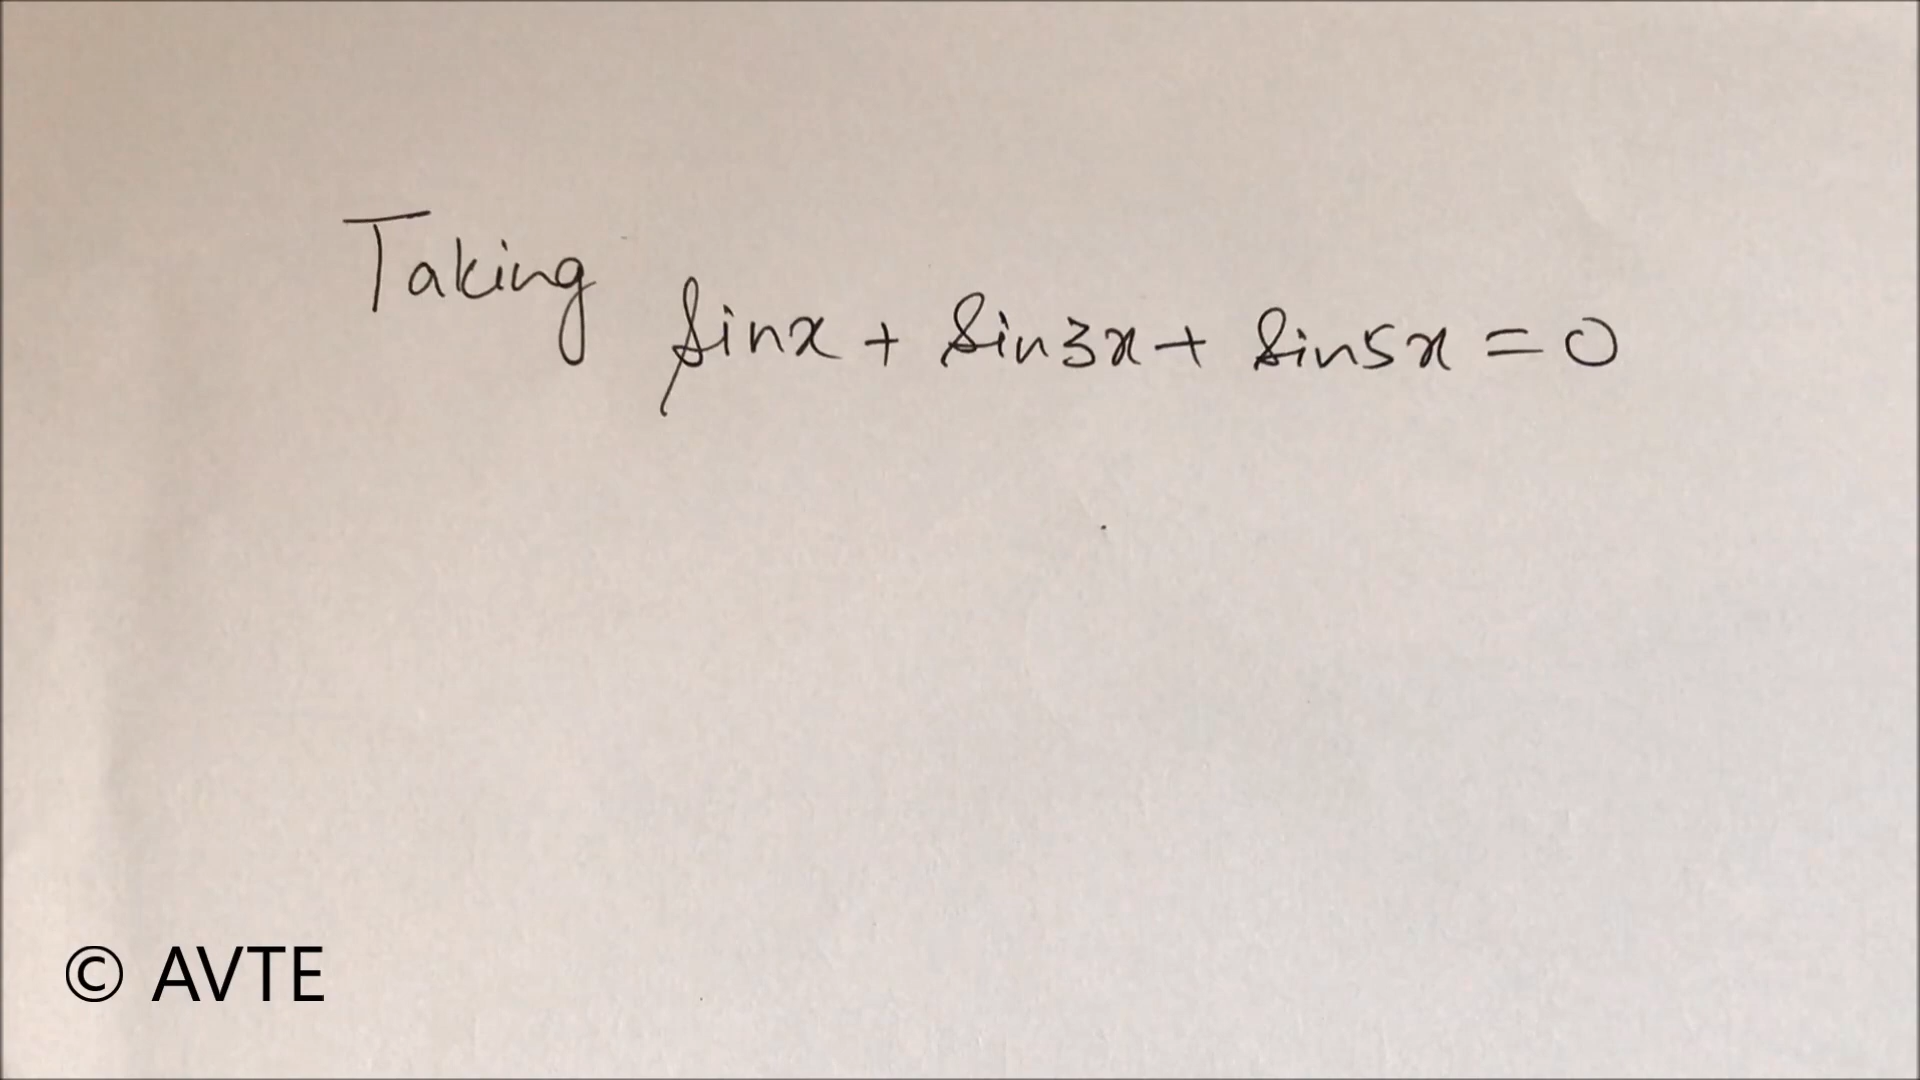 Taking sinx + sin3x + sin5x = 0
© AVTE